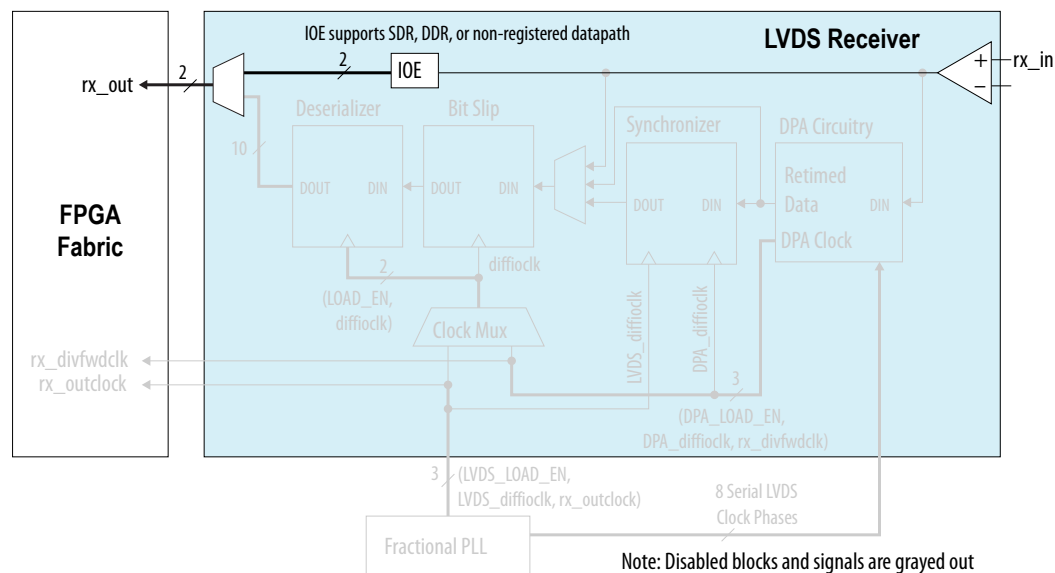 IOE supports SDR, DDR, or non-registered datapath
LVDS Receiver
rx_in
+
−
2
rx_out
2
IOE
Deserializer
Bit Slip
Synchronizer
DPA Circuitry
10
DOUT
DIN
DOUT
DIN
DOUT
DIN
Retimed
Data
DIN
DPA Clock
FPGA
Fabric
2
diffioclk
(LOAD_EN,
diffioclk)
Clock Mux
LVDS_diffioclk
DPA_diffioclk
rx_divfwdclk
rx_outclock
3
(DPA_LOAD_EN,
DPA_diffioclk, rx_divfwdclk)
3
(LVDS_LOAD_EN,
LVDS_diffioclk, rx_outclock)
8 Serial LVDS
Clock Phases
Fractional PLL
Note: Disabled blocks and signals are grayed out